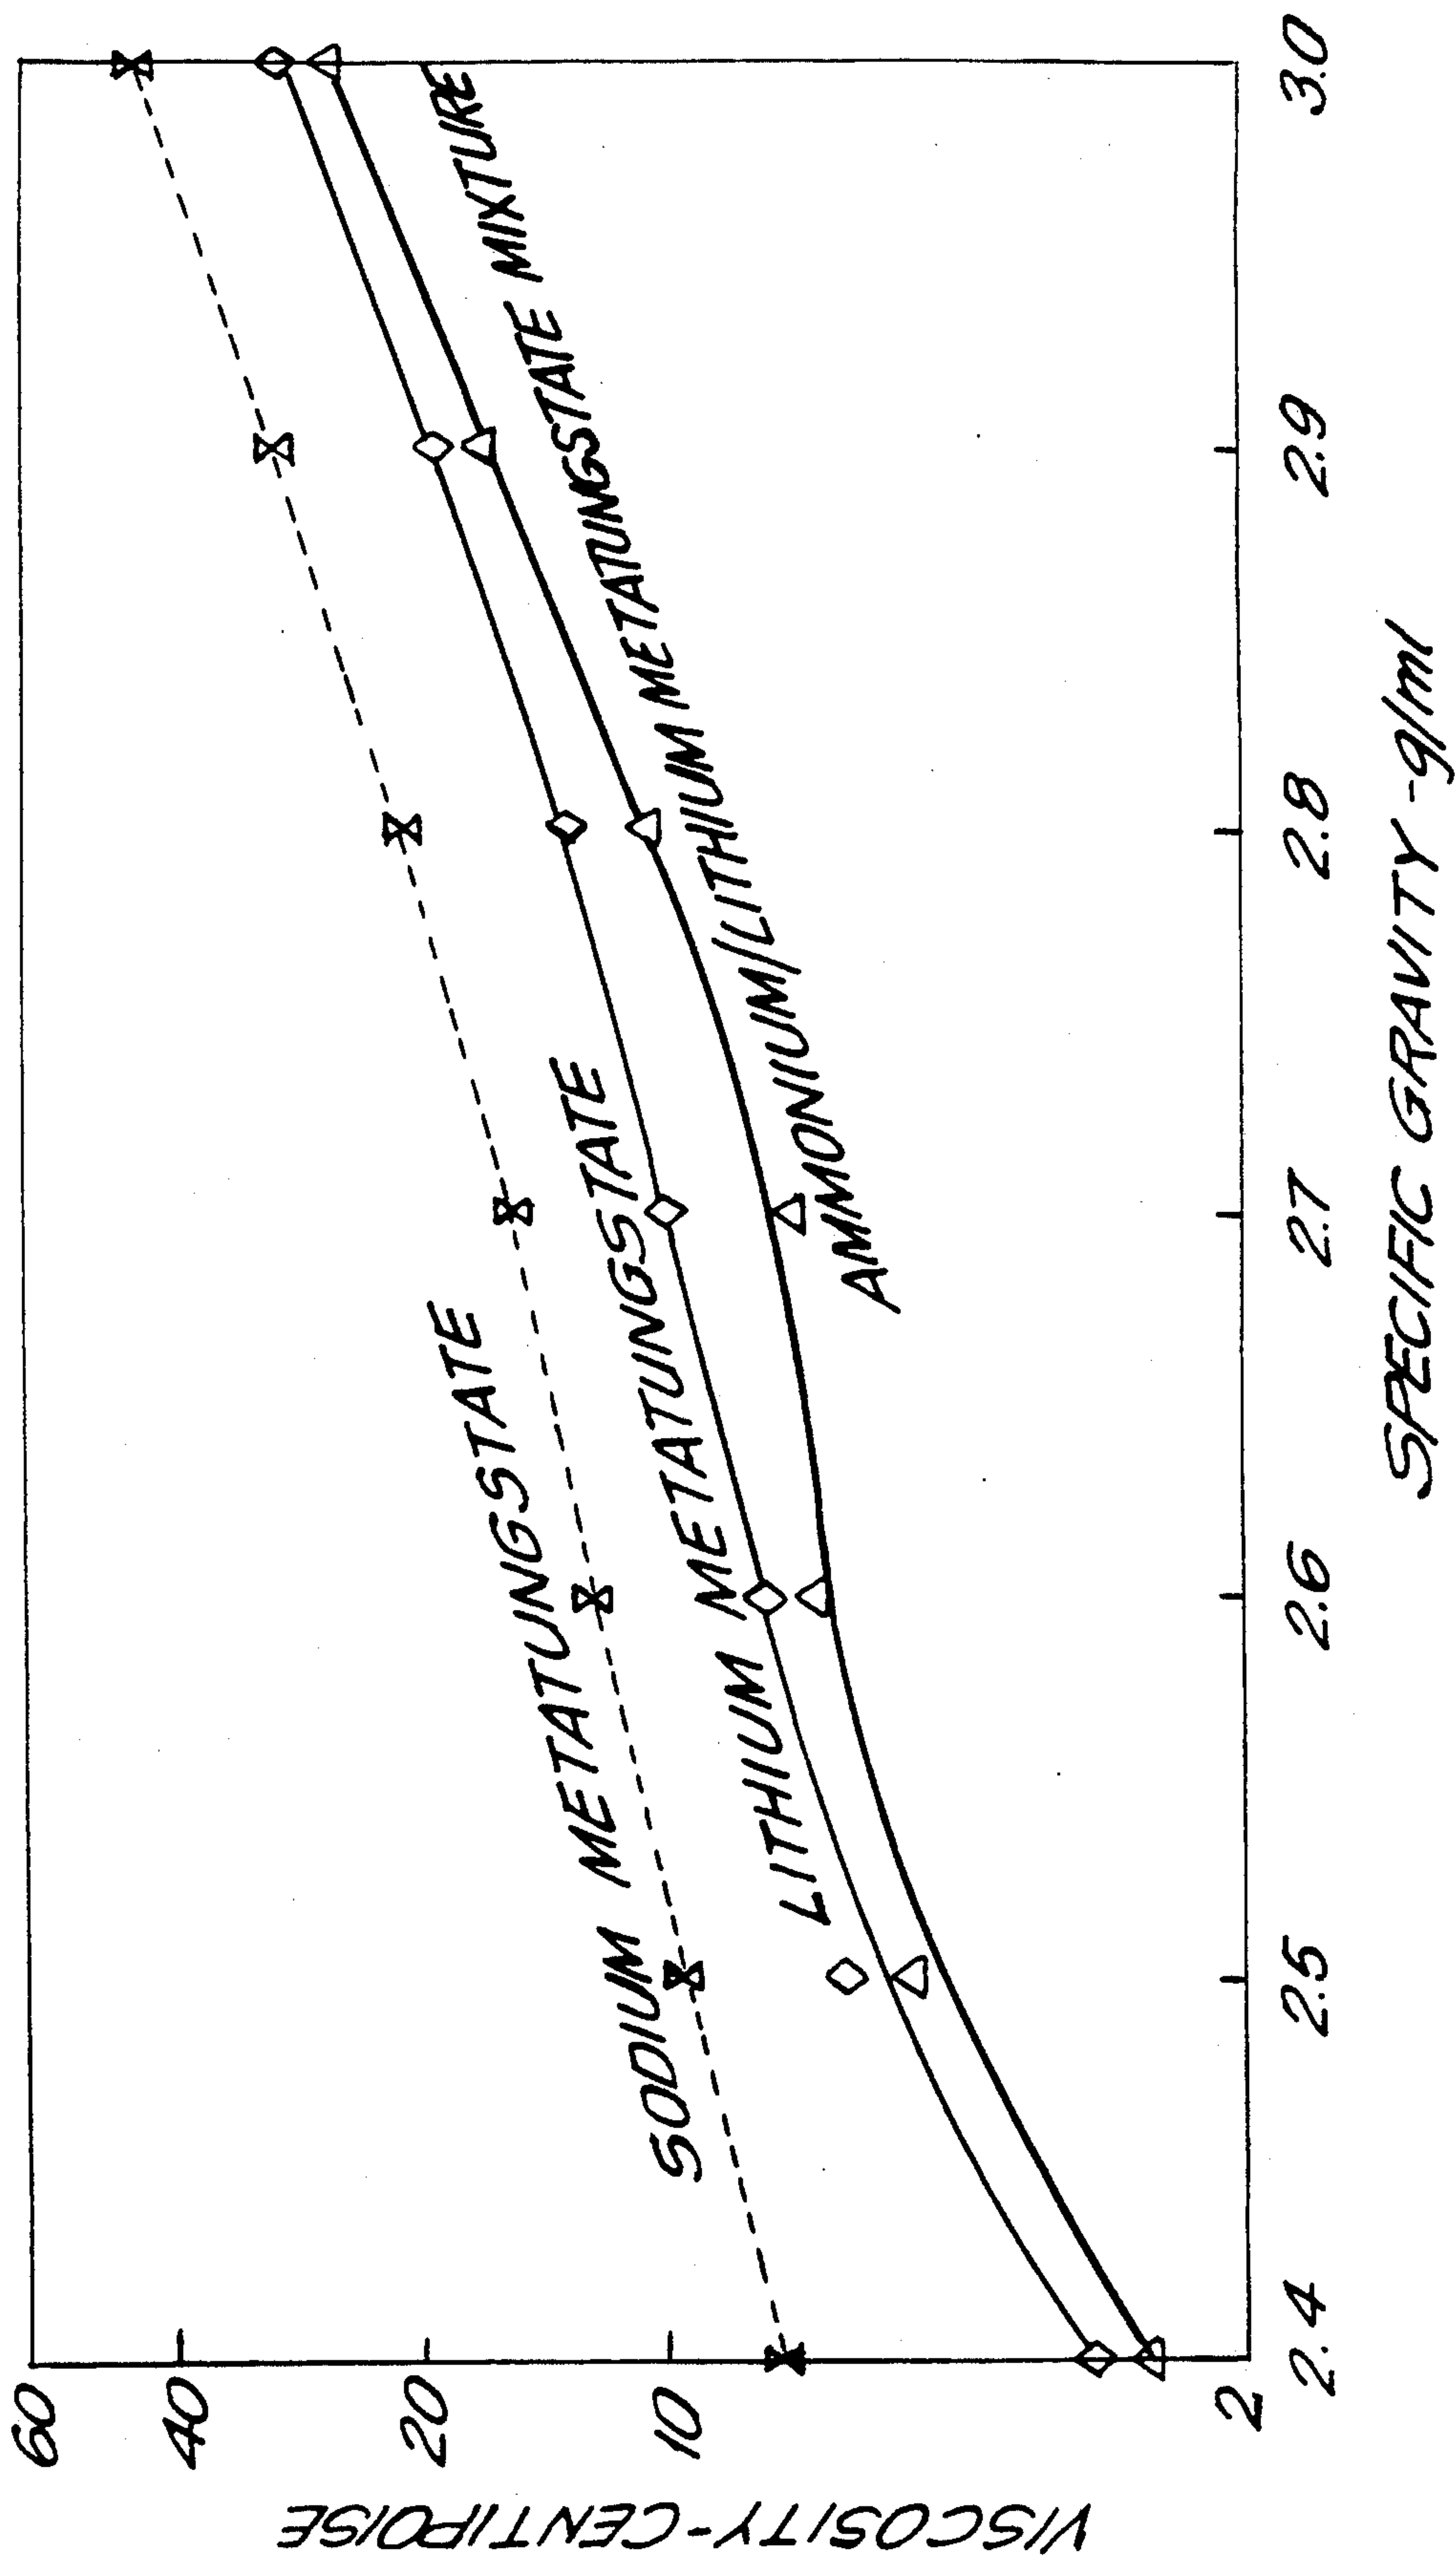 VISCOSITY-CENTIPOISE
60
40
20
10
2
SODIUM METATUNGSTATE
LITHIUM METATUNGSTATE
AMMONIUM/LITHIUM METATUNGSTATE MIXTURE
2.4 2.5 2.6 2.7 2.8 2.9 3.0
SPECIFIC GRAVITY -g/ml